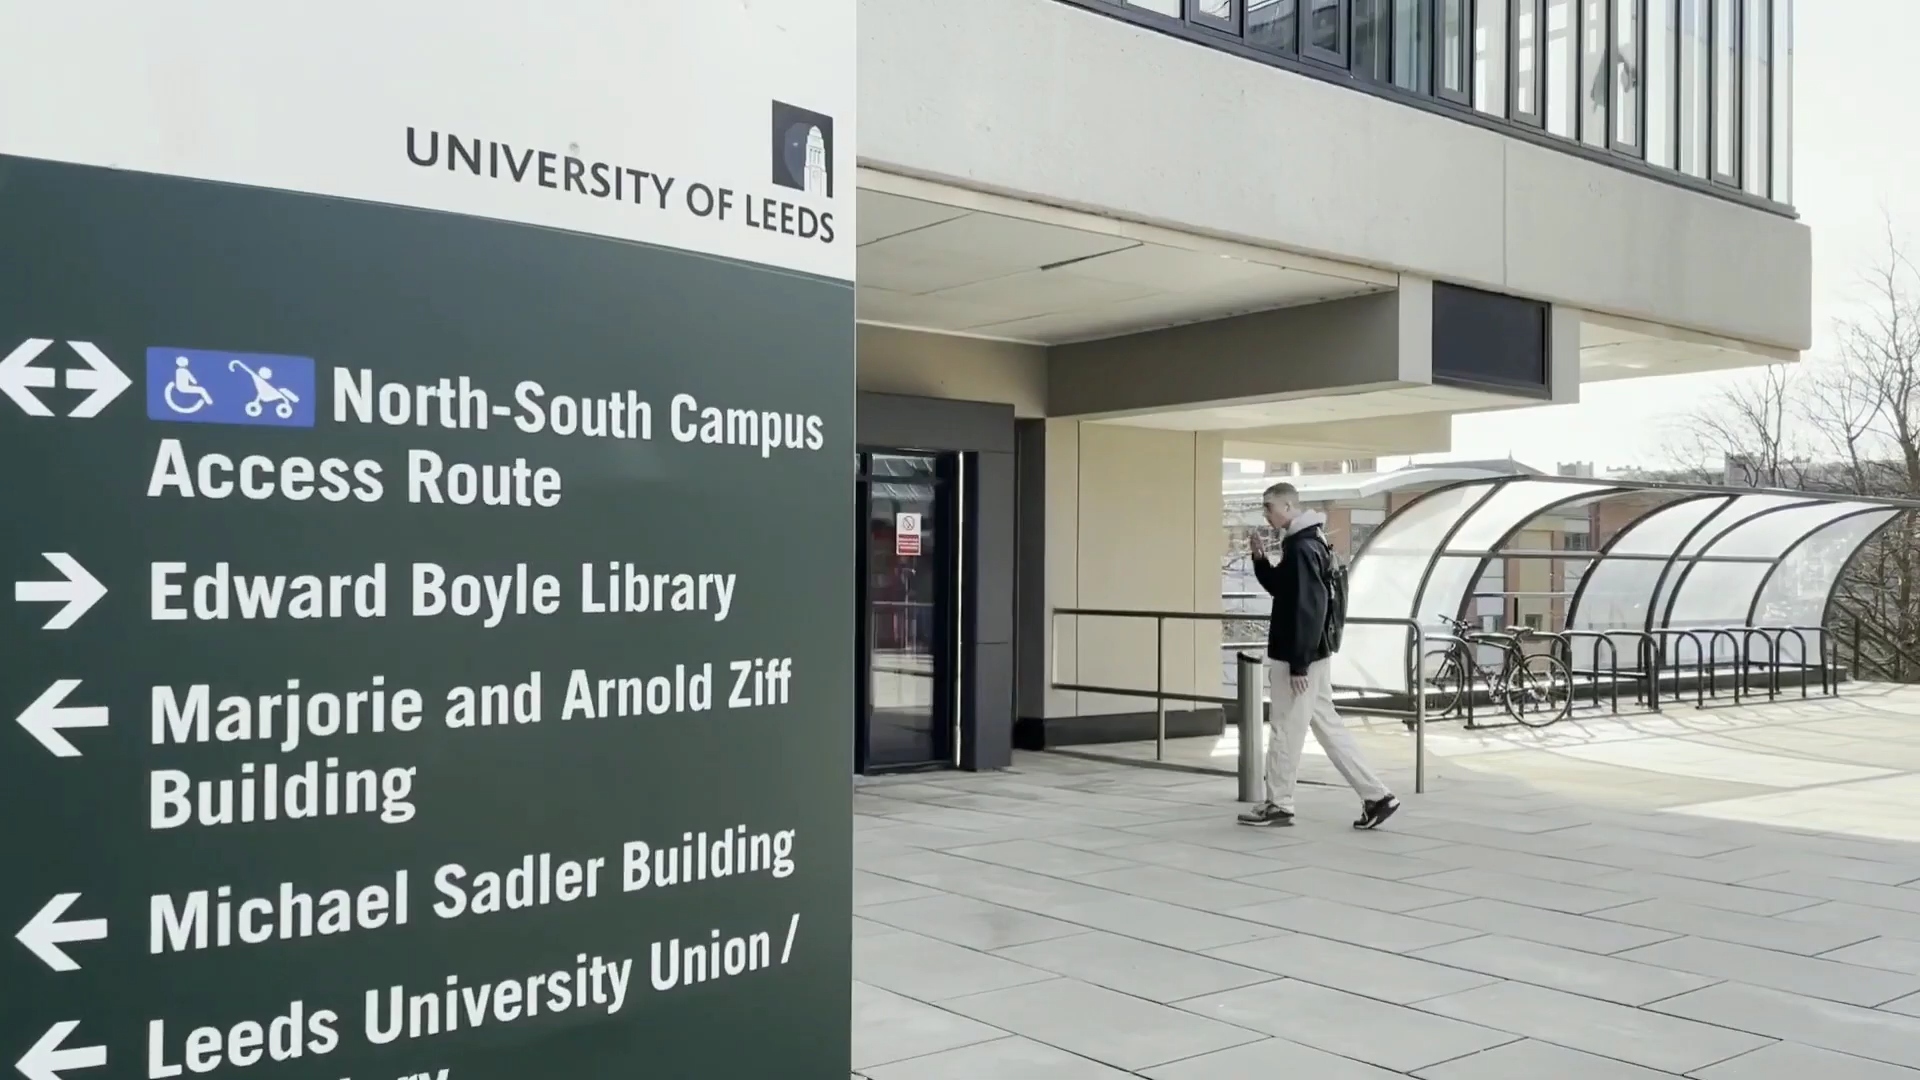 UNIVERSITY OF LEEDS
North-South Campus
Access Route
Edward Boyle Library
Marjorie and Arnold Ziff
Building
Michael Sadler Building
Leeds University Union /